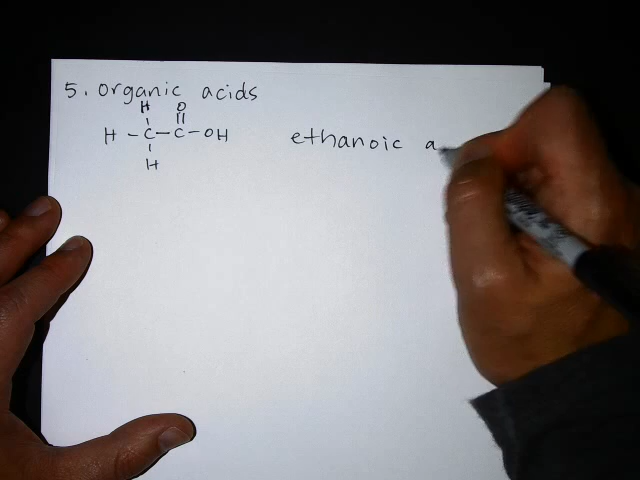 5. Organic acids
H O
H - C - C - OH ethanoic a
H